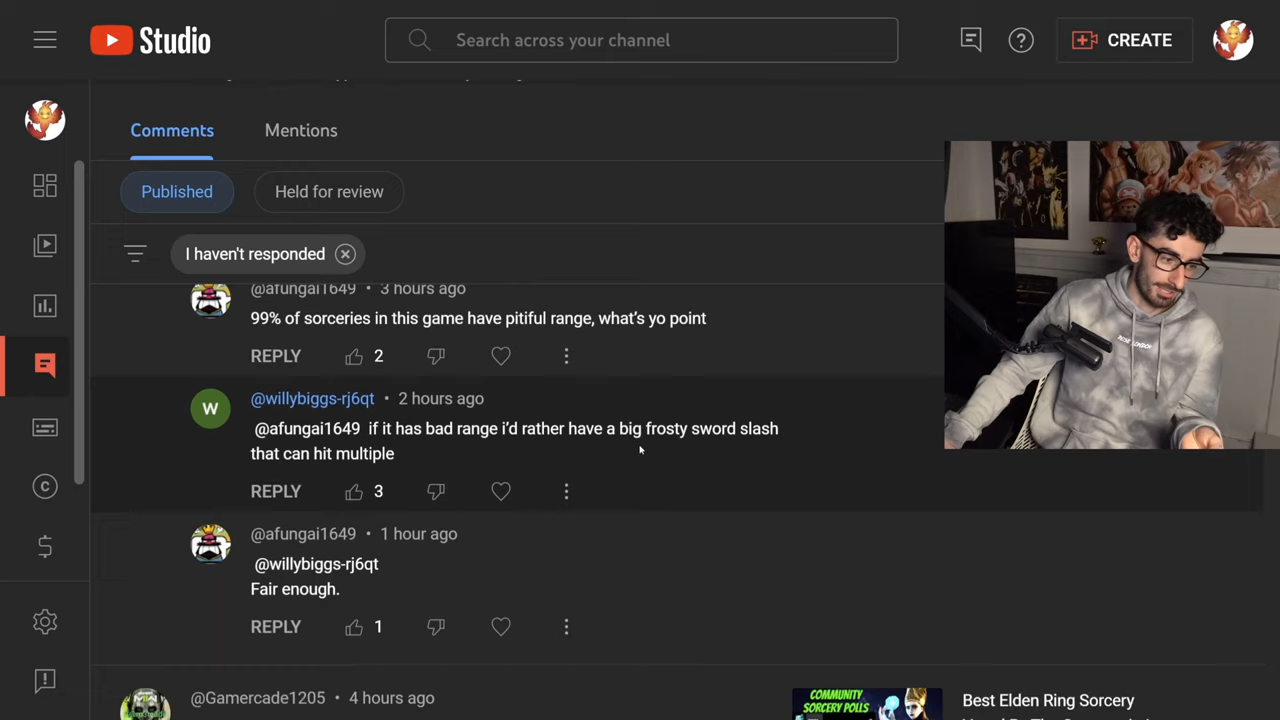 Studio
Search across your channel
CREATE
Comments
Mentions
Published
Held for review
I haven't responded
@afungai1649 • 3 hours ago
99% of sorceries in this game have pitiful range, what's yo point
REPLY 2
W
@willybiggs-rj6qt • 2 hours ago
@afungai1649 if it has bad range i'd rather have a big frosty sword slash
that can hit multiple
REPLY 3
@afungai1649 • 1 hour ago
@willybiggs-rj6qt
Fair enough.
REPLY 1
@Gamercade1205 • 4 hours ago
COMMUNITY
SORCERY POLLS
Best Elden Ring Sorcery